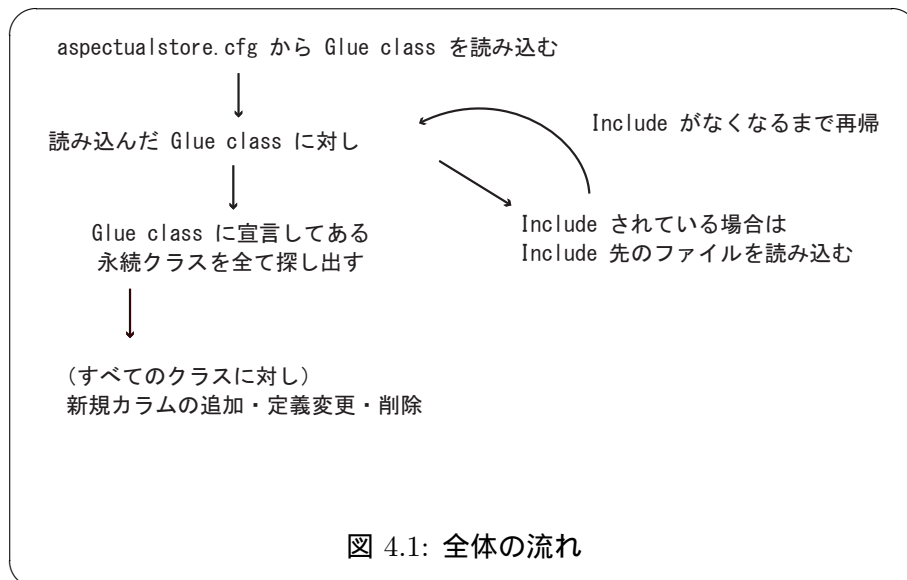 aspectualstore.cfg から Glue class を読み込む
読み込んだ Glue class に対し
Include がなくなるまで再帰
Include されている場合は
Include 先のファイルを読み込む
Glue class に宣言してある
永続クラスを全て探し出す
(すべてのクラスに対し)
新規カラムの追加・定義変更・削除
図 4.1: 全体の流れ